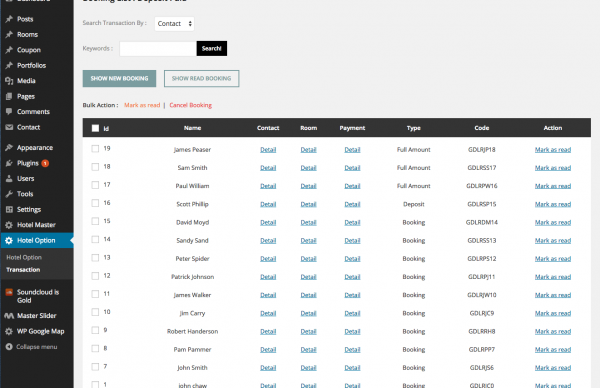 Posts
Rooms
Coupon
Portfolios
Media
Pages
Comments
Contact
Appearance
Plugins 1
Users
Tools
Settings
Hotel Master
Hotel Option
Hotel Option
Transaction
Soundcloud is
Gold
Master Slider
WP Google Map
Collapse menu
Search Transaction By : Contact
Keywords : Search!
SHOW NEW BOOKING SHOW READ BOOKING
Bulk Action : Mark as read | Cancel Booking
Id Name Contact Room Payment Type Code Action
19 James Peaser Detail Detail Detail Full Amount GDLRJP18 Mark as read
18 Sam Smith Detail Detail Detail Full Amount GDLRSS17 Mark as read
17 Paul William Detail Detail Detail Full Amount GDLRPW16 Mark as read
16 Scott Phillip Detail Detail Detail Deposit GDLRSP15 Mark as read
15 David Moyd Detail Detail Detail Booking GDLRDM14 Mark as read
14 Sandy Sand Detail Detail Detail Booking GDLRSS13 Mark as read
13 Peter Spider Detail Detail Detail Booking GDLRPS12 Mark as read
12 Patrick Johnson Detail Detail Detail Booking GDLRPJ11 Mark as read
11 James Walker Detail Detail Detail Booking GDLRJW10 Mark as read
10 Jim Carry Detail Detail Detail Booking GDLRJC9 Mark as read
9 Robert Handerson Detail Detail Detail Booking GDLRRH8 Mark as read
8 Pam Pammer Detail Detail Detail Booking GDLRPP7 Mark as read
7 John Smith Detail Detail Detail Booking GDLRJS6 Mark as read
1 john chaw Detail Detail Detail Booking GDLRJC0 Mark as read